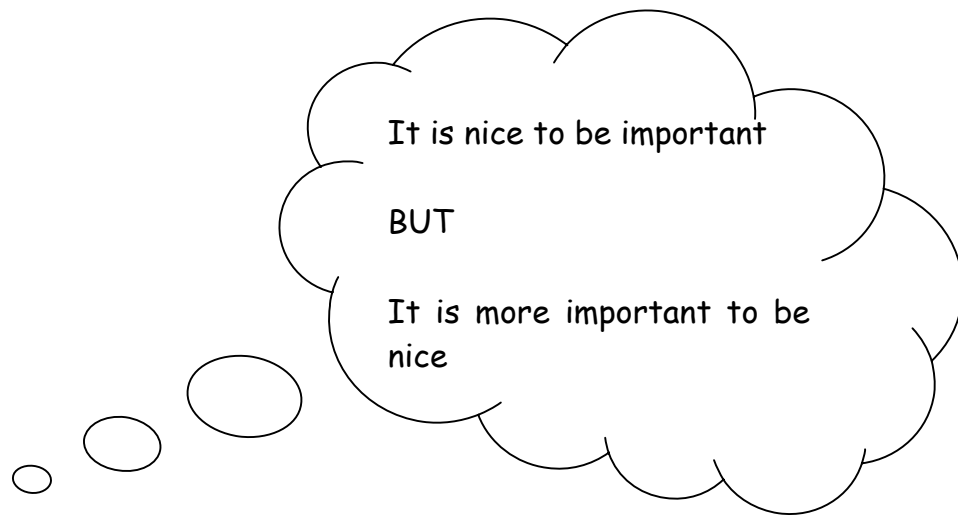 It is nice to be important
BUT
It is more important to be
nice